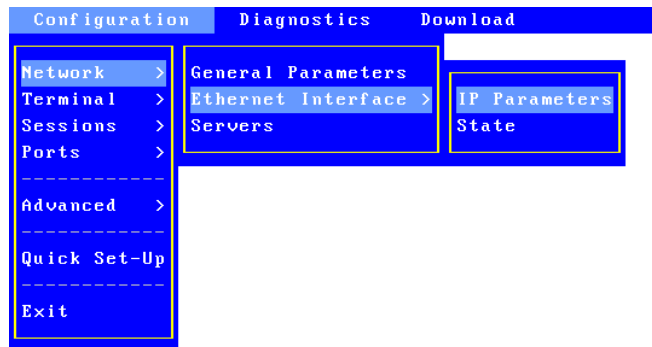 Configuration Diagnostics Download
Network > General Parameters
Terminal > Ethernet Interface > IP Parameters
Sessions > Servers State
Ports >
------------
Advanced >
------------
Quick Set-Up
------------
Exit